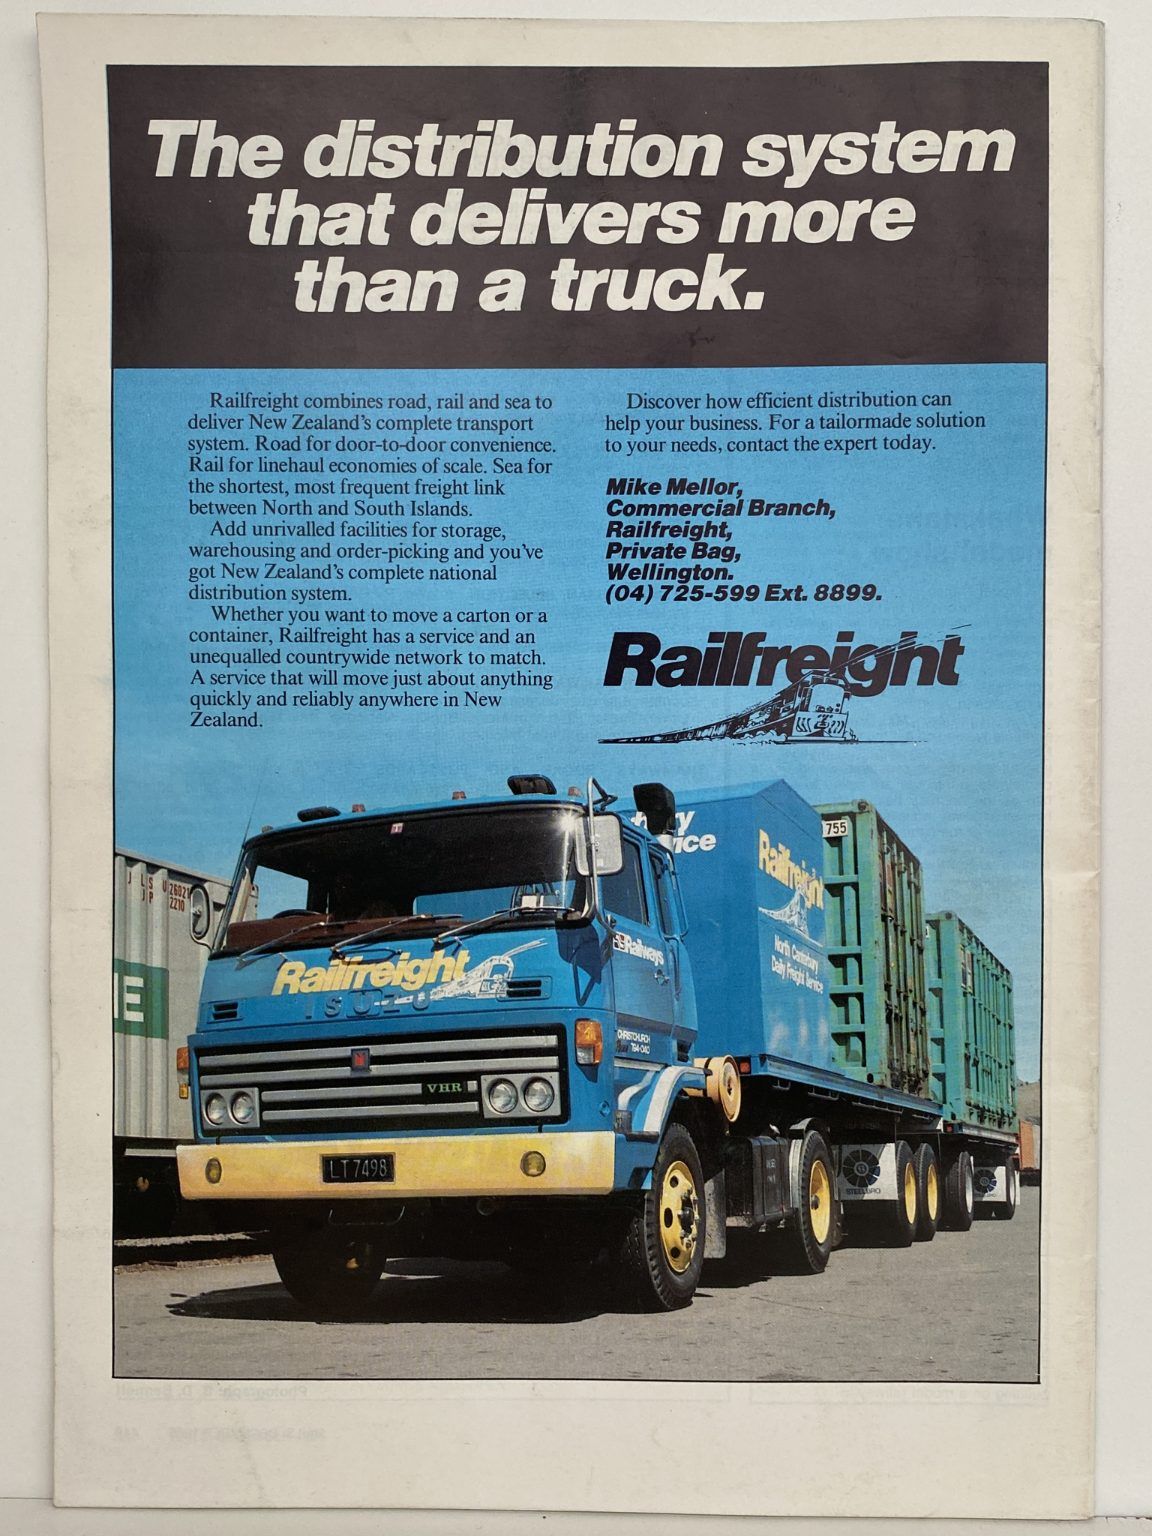 The distribution system
that delivers more
than a truck.
Railfreight combines road, rail and sea to
deliver New Zealand's complete transport
system. Road for door-to-door convenience.
Rail for linehaul economies of scale. Sea for
the shortest, most frequent freight link
between North and South Islands.
Add unrivalled facilities for storage,
warehousing and order-picking and you've
got New Zealand's complete national
distribution system.
Whether you want to move a carton or a
container, Railfreight has a service and an
unequalled countrywide network to match.
A service that will move just about anything
quickly and reliably anywhere in New
Zealand.
Discover how efficient distribution can
help your business. For a tailormade solution
to your needs, contact the expert today.
Mike Mellor,
Commercial Branch,
Railfreight,
Private Bag,
Wellington.
(04) 725-599 Ext. 8899.
Railfreight
755
Railfreight
North Canterbury
Daily Freight Service
Railways
Railfreight
ISUZU
CHRISTCHURCH
794-040
VHR
LT7498
JLSU
JP 2210
E
STEELBRO